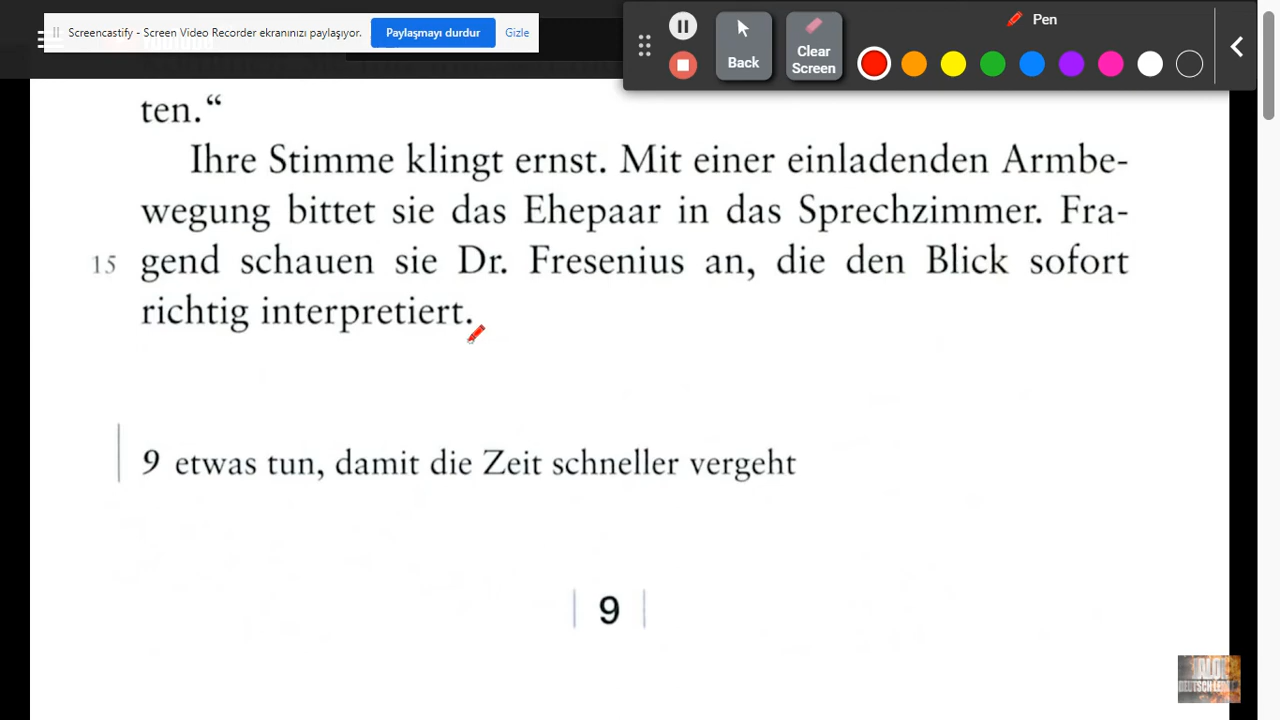 Screencastify - Screen Video Recorder ekranınızı paylaşıyor.
Paylaşmayı durdur
Gizle
Back
Clear
Screen
Pen
ten.“
Ihre Stimme klingt ernst. Mit einer einladenden Armbe-
wegung bittet sie das Ehepaar in das Sprechzimmer. Fra-
15 gend schauen sie Dr. Fresenius an, die den Blick sofort
richtig interpretiert.
9 etwas tun, damit die Zeit schneller vergeht
9